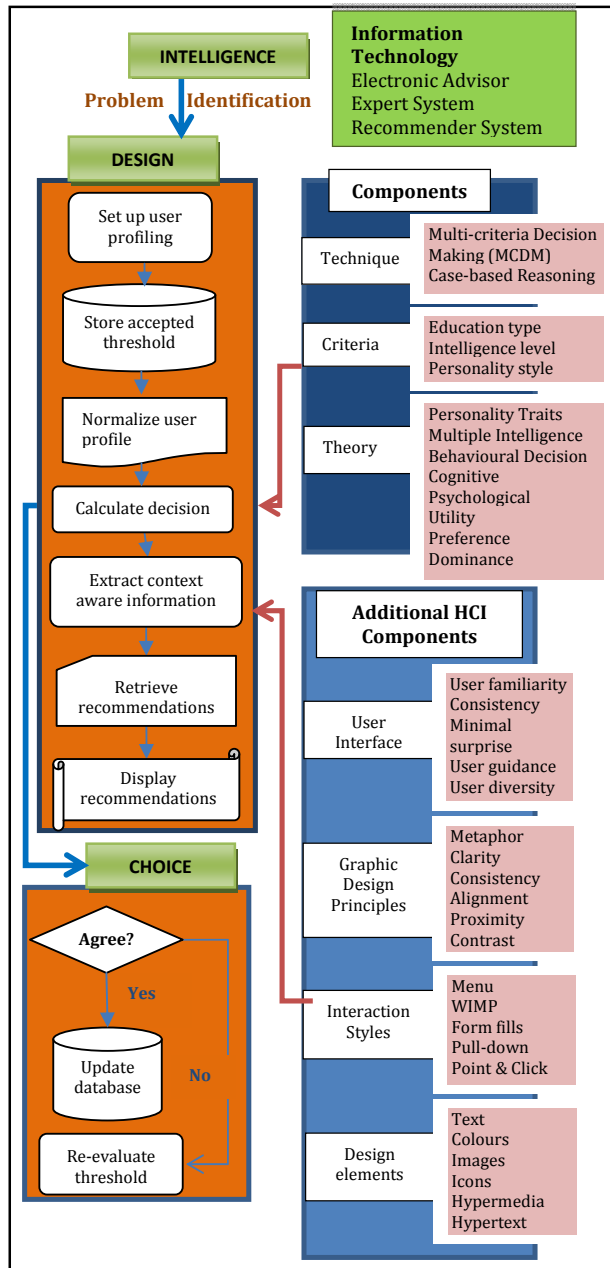 INTELLIGENCE
Problem Identification
Information
Technology
Electronic Advisor
Expert System
Recommender System
DESIGN
Set up user
profiling
Store accepted
threshold
Normalize user
profile
Calculate decision
Extract context
aware information
Retrieve
recommendations
Display
recommendations
Components
Technique
Multi-criteria Decision
Making (MCDM)
Case-based Reasoning
Criteria
Education type
Intelligence level
Personality style
Theory
Personality Traits
Multiple Intelligence
Behavioural Decision
Cognitive
Psychological
Utility
Preference
Dominance
Additional HCI
Components
User
Interface
User familiarity
Consistency
Minimal
surprise
User guidance
User diversity
Graphic
Design
Principles
Metaphor
Clarity
Consistency
Alignment
Proximity
Contrast
Interaction
Styles
Menu
WIMP
Form fills
Pull-down
Point & Click
Design
elements
Text
Colours
Images
Icons
Hypermedia
Hypertext
CHOICE
Agree?
Yes
Update
database
No
Re-evaluate
threshold